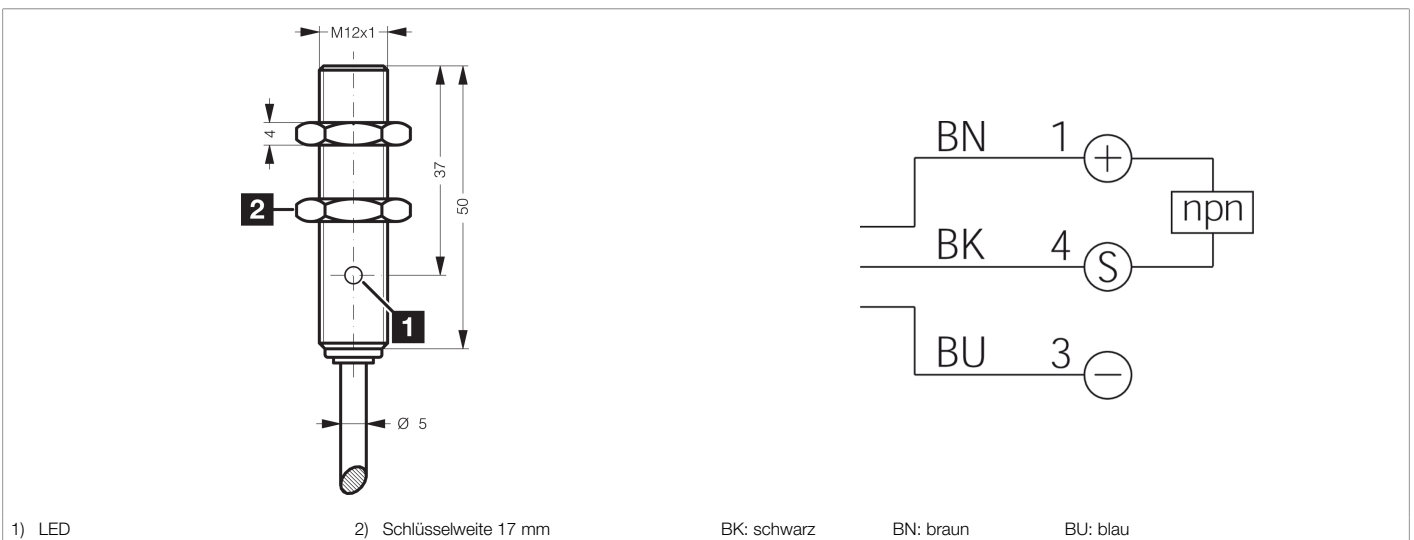 M12x1
4
37
50
2
1
Ø 5
BN 1 +
npn
BK 4 S
BU 3 −
1) LED 2) Schlüsselweite 17 mm BK: schwarz BN: braun BU: blau